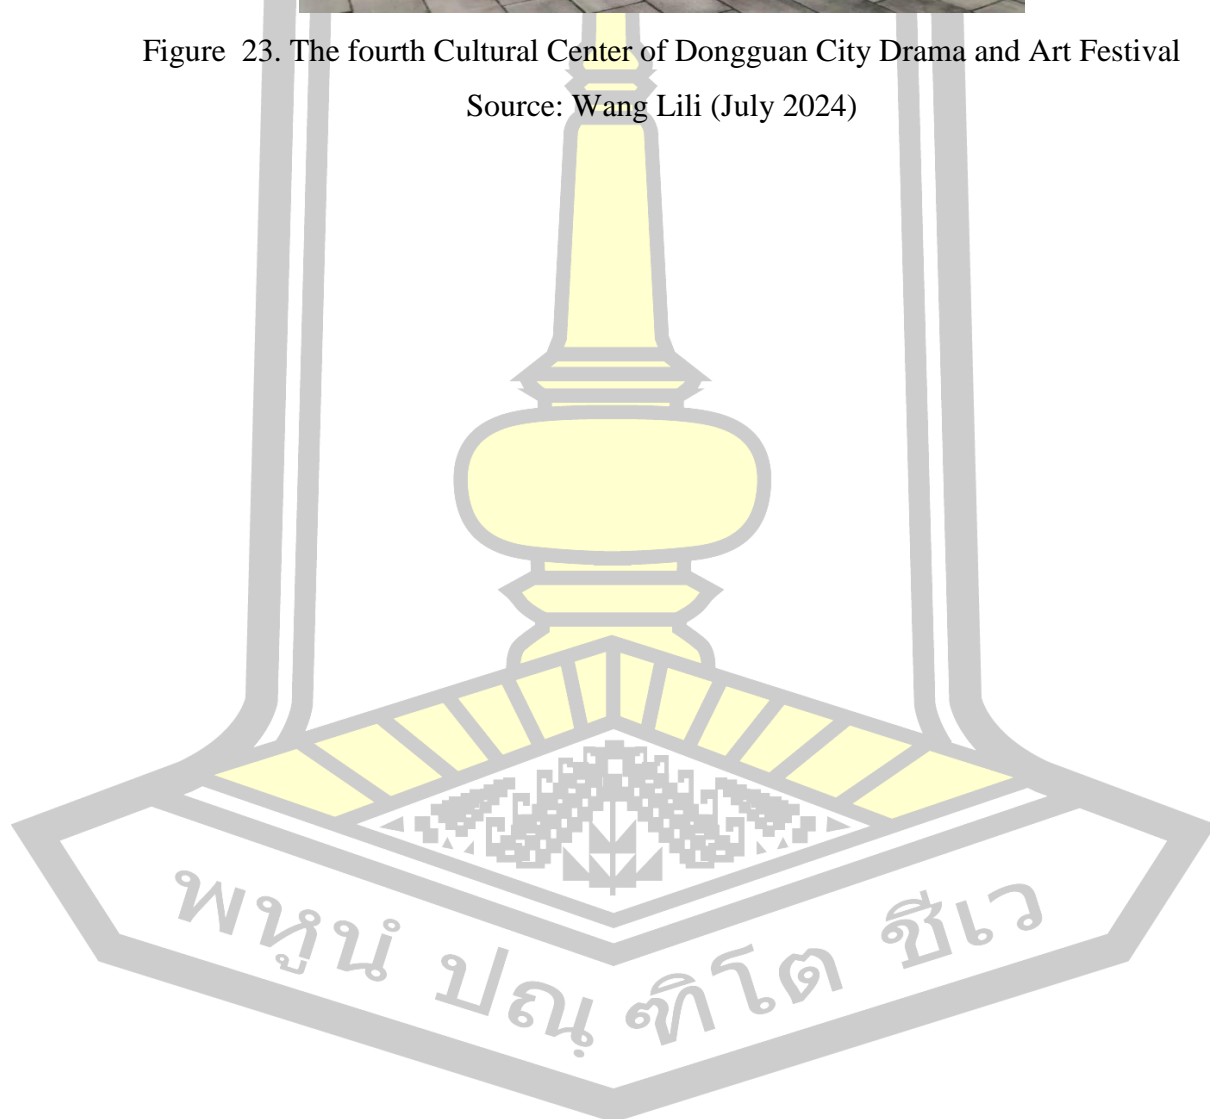 Figure  23. The fourth Cultural Center of Dongguan City Drama and Art Festival
Source: Wang Lili (July 2024)
พหูนํ ปณฺฑิโต ชีเว